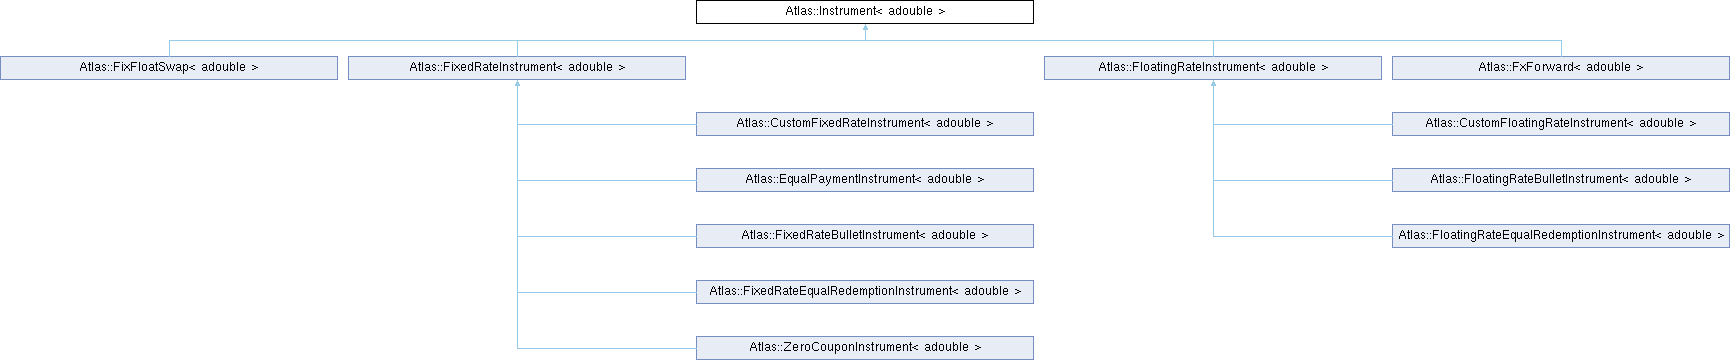 Atlas::Instrument< adouble >
Atlas::FixFloatSwap< adouble >
Atlas::FixedRateInstrument< adouble >
Atlas::FloatingRateInstrument< adouble >
Atlas::FxForward< adouble >
Atlas::CustomFixedRateInstrument< adouble >
Atlas::CustomFloatingRateInstrument< adouble >
Atlas::EqualPaymentInstrument< adouble >
Atlas::FloatingRateBulletInstrument< adouble >
Atlas::FixedRateBulletInstrument< adouble >
Atlas::FloatingRateEqualRedemptionInstrument< adouble >
Atlas::FixedRateEqualRedemptionInstrument< adouble >
Atlas::ZeroCouponInstrument< adouble >